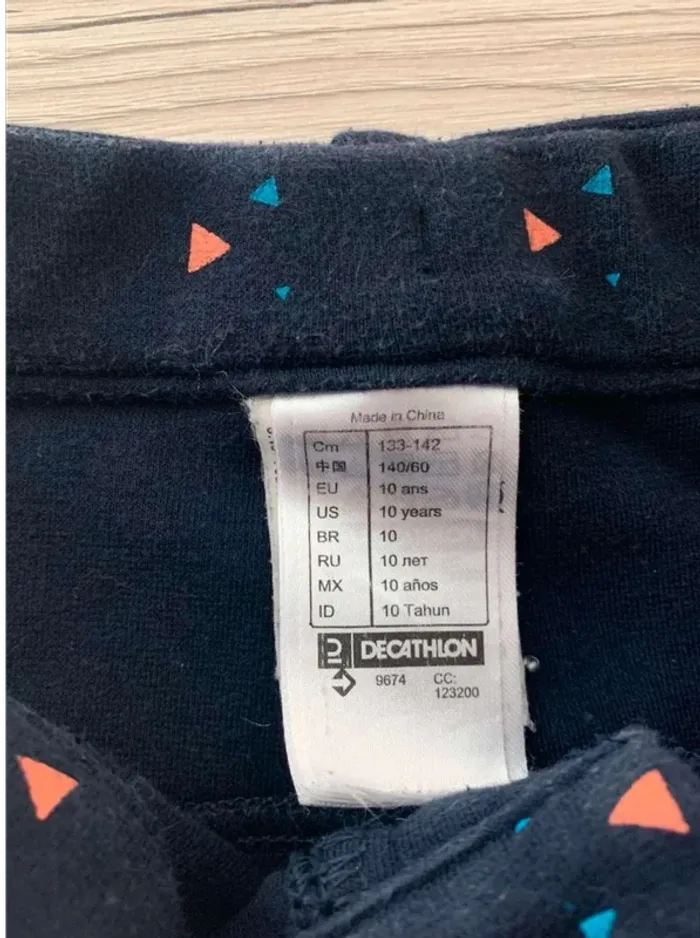 Made in China
Cm 133-142
中国 140/60
EU 10 ans
US 10 years
BR 10
RU 10 лет
MX 10 años
ID 10 Tahun
DECATHLON
9674 CC:
123200